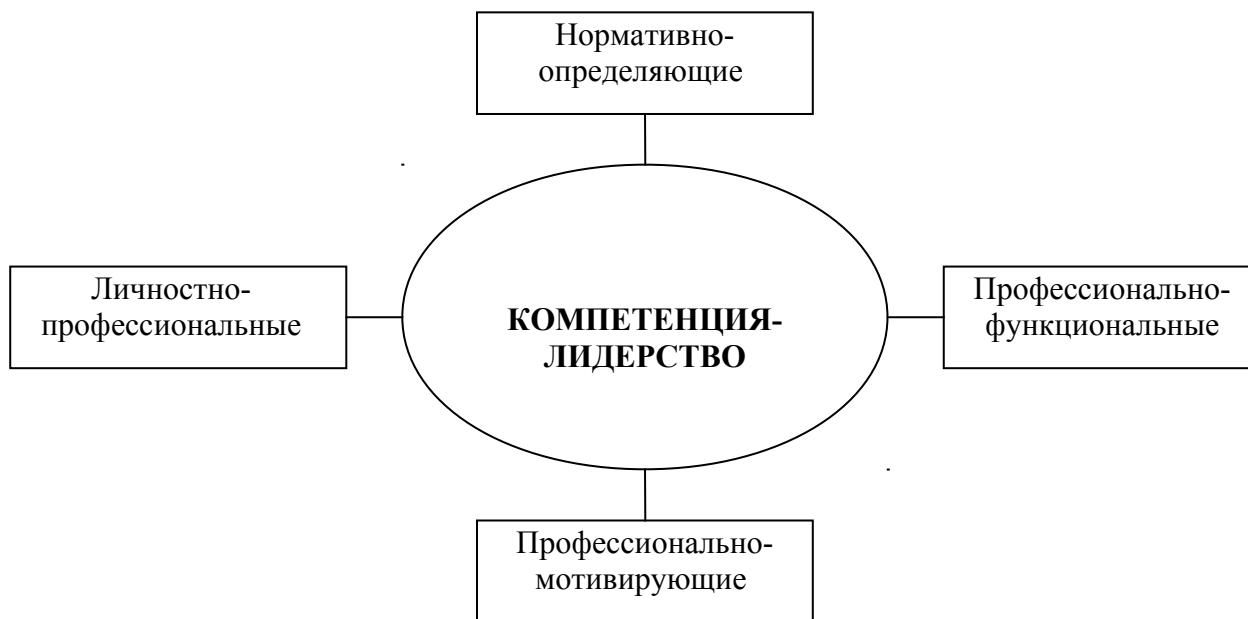 Нормативно-
определяющие
Личностно-
профессиональные
КОМПЕТЕНЦИЯ-
ЛИДЕРСТВО
Профессионально-
функциональные
Профессионально-
мотивирующие